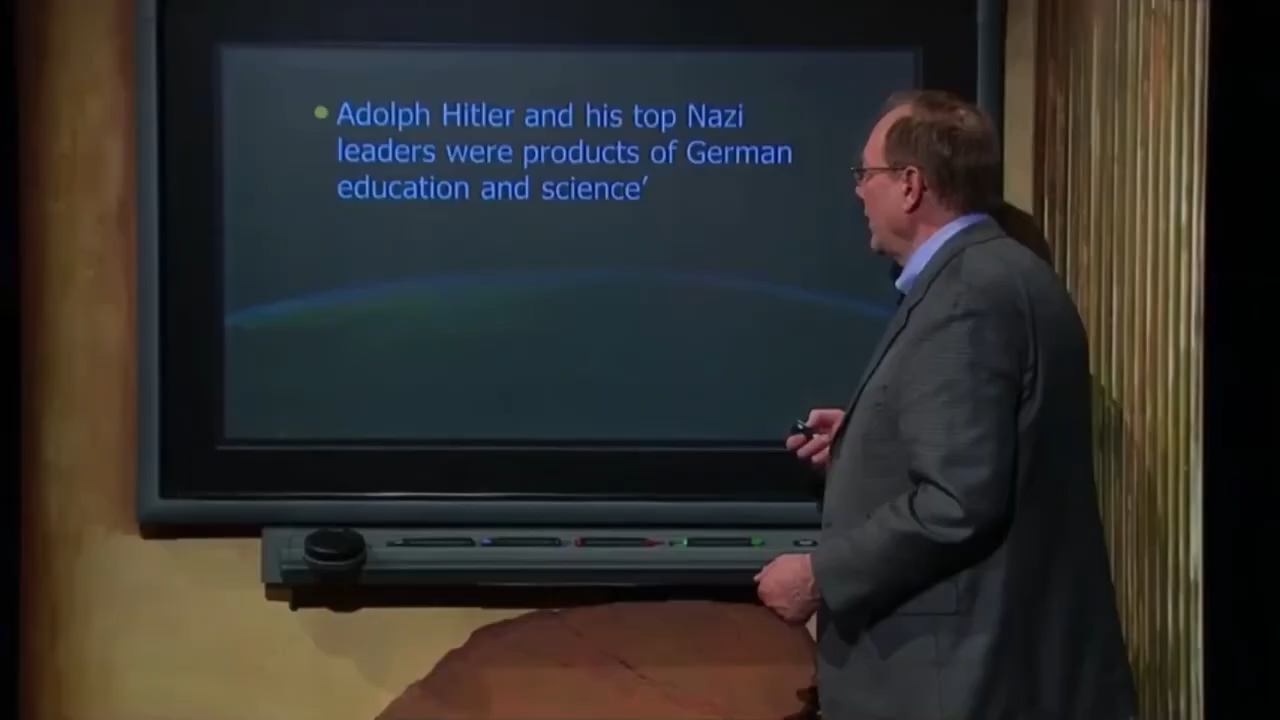 Adolph Hitler and his top Nazi
leaders were products of German
education and science’